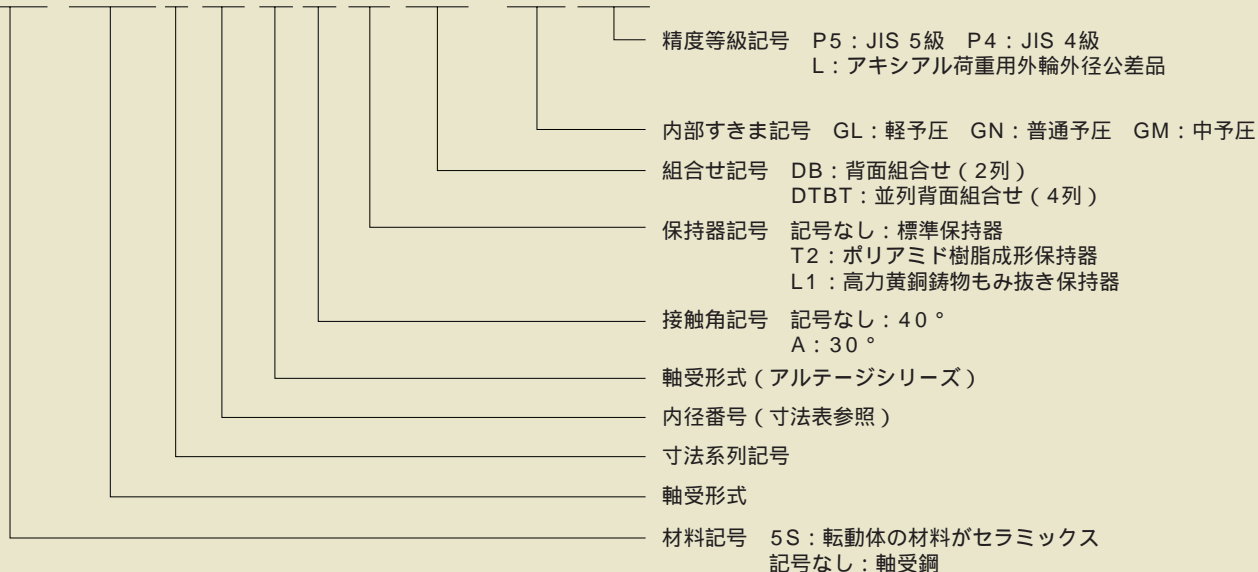 精度等級記号　P5：JIS 5級　P4：JIS 4級
L：アキシアル荷重用外輪外径公差品
内部すきま記号　GL：軽予圧　GN：普通予圧　GM：中予圧
組合せ記号　DB：背面組合せ（2列）
DTBT：並列背面組合せ（4列）
保持器記号　記号なし：標準保持器
T2：ポリアミド樹脂成形保持器
L1：高力黄銅鋳物もみ抜き保持器
接触角記号　記号なし：40°
A：30°
軸受形式（アルテージシリーズ）
内径番号（寸法表参照）
寸法系列記号
軸受形式
材料記号　5S：転動体の材料がセラミックス
記号なし：軸受鋼